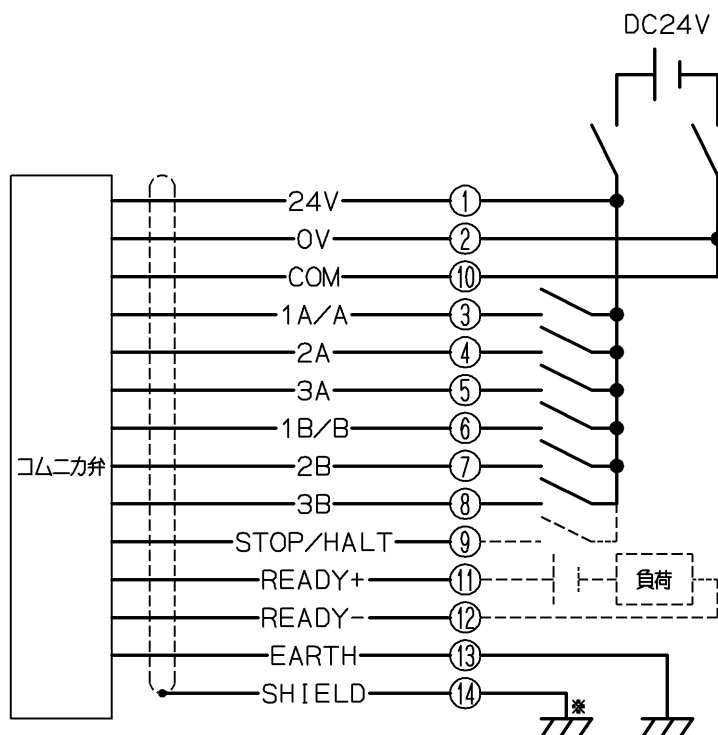 DC24V
24V ①
0V ②
COM ⑩
1A/A ③
2A ④
3A ⑤
1B/B ⑥
コムニカ弁 2B ⑦
3B ⑧
STOP/HALT ⑨
READY+ ⑪ 負荷
READY- ⑫
EARTH ⑬
SHIELD ⑭ ※